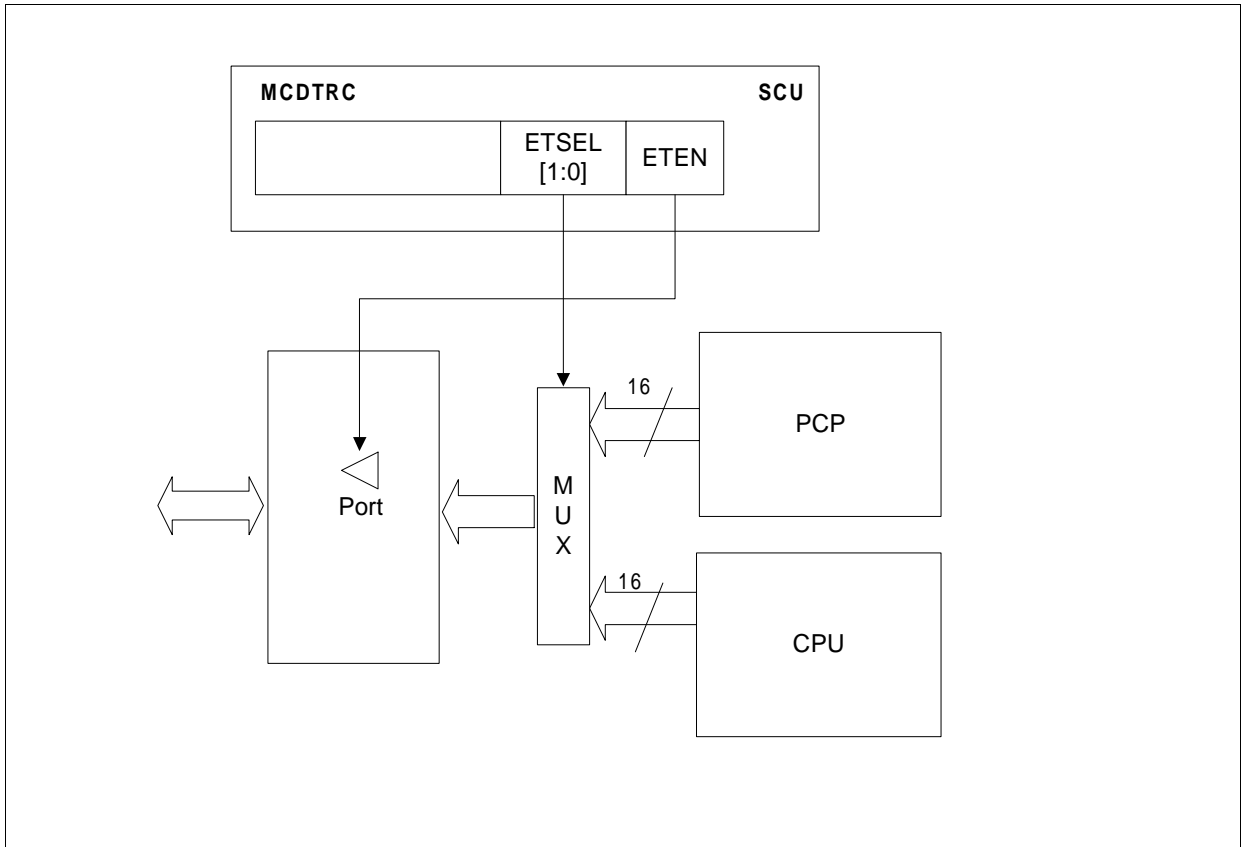 MCDTRC SCU
ETSEL
[1:0]
ETEN
16
PCP
Port
M
U
X
16
CPU